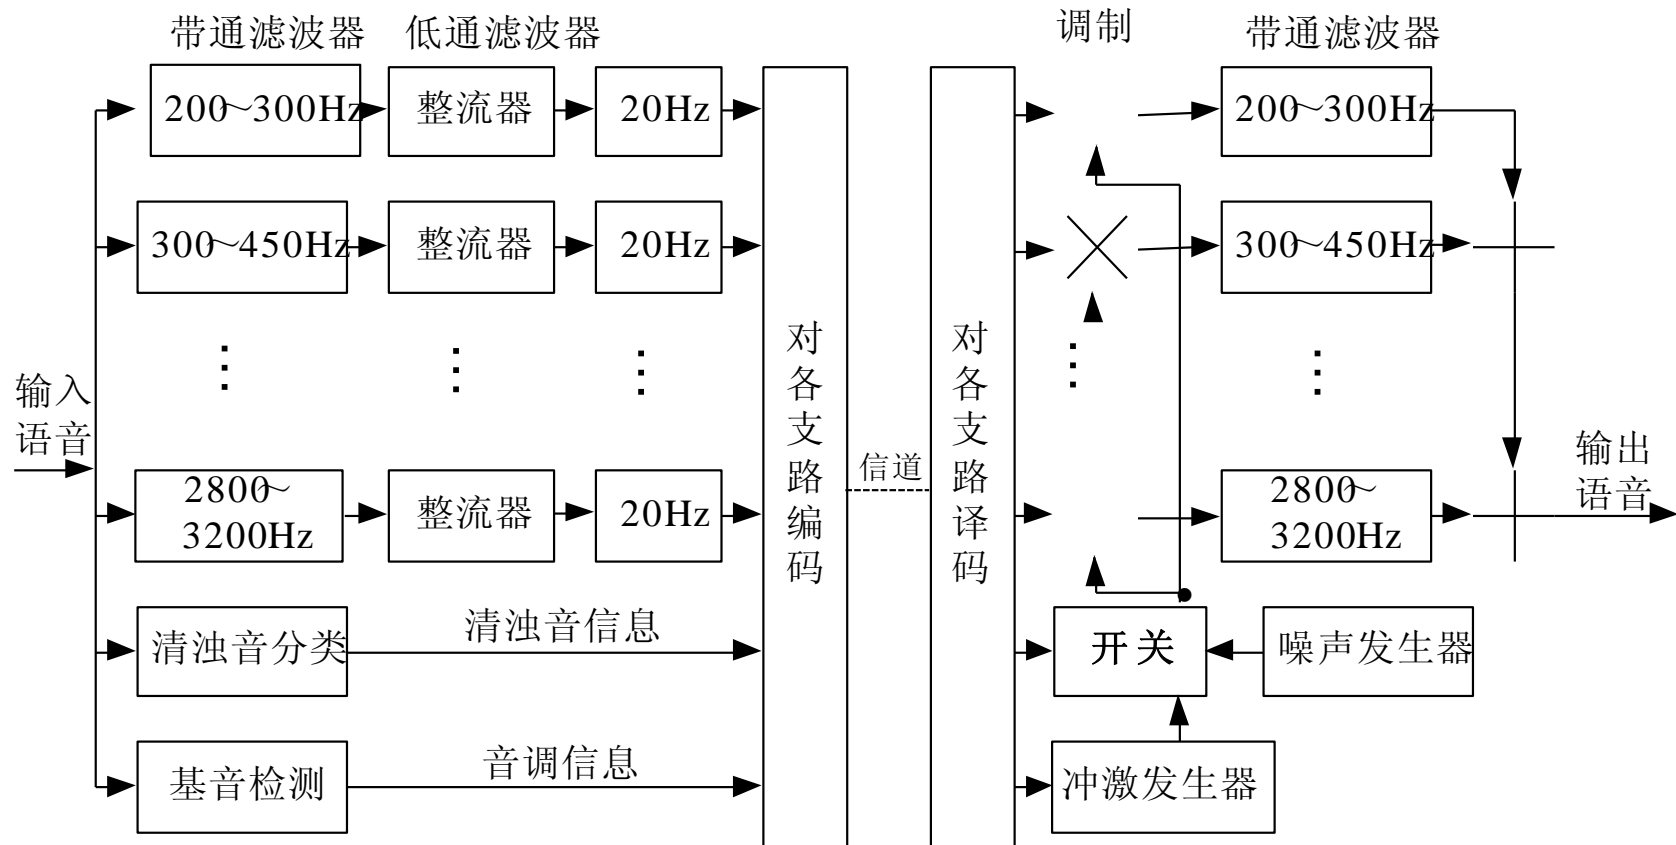 带通滤波器
低通滤波器
调制
带通滤波器
200~300Hz
整流器
20Hz
200~300Hz
300~450Hz
整流器
20Hz
300~450Hz
输入
语音
对各支路编码
信道
对各支路译码
输出
语音
2800~
3200Hz
整流器
20Hz
2800~
3200Hz
清浊音分类
清浊音信息
开关
噪声发生器
基音检测
音调信息
冲激发生器